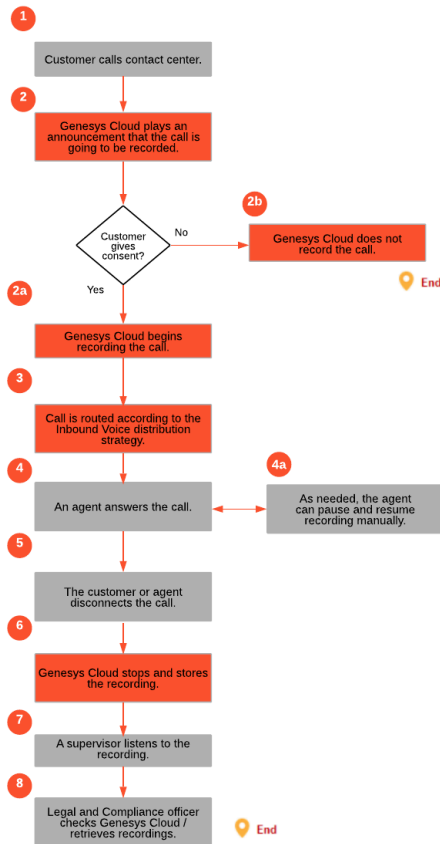 1
Customer calls contact center.
2
Genesys Cloud plays an
announcement that the call is
going to be recorded.
Customer
gives
consent?
No
2b
Genesys Cloud does not
record the call.
End
Yes
2a
Genesys Cloud begins
recording the call.
3
Call is routed according to the
Inbound Voice distribution
strategy.
4
An agent answers the call.
4a
As needed, the agent
can pause and resume
recording manually.
5
The customer or agent
disconnects the call.
6
Genesys Cloud stops and stores
the recording.
7
A supervisor listens to the
recording.
8
Legal and Compliance officer
checks Genesys Cloud /
retrieves recordings.
End